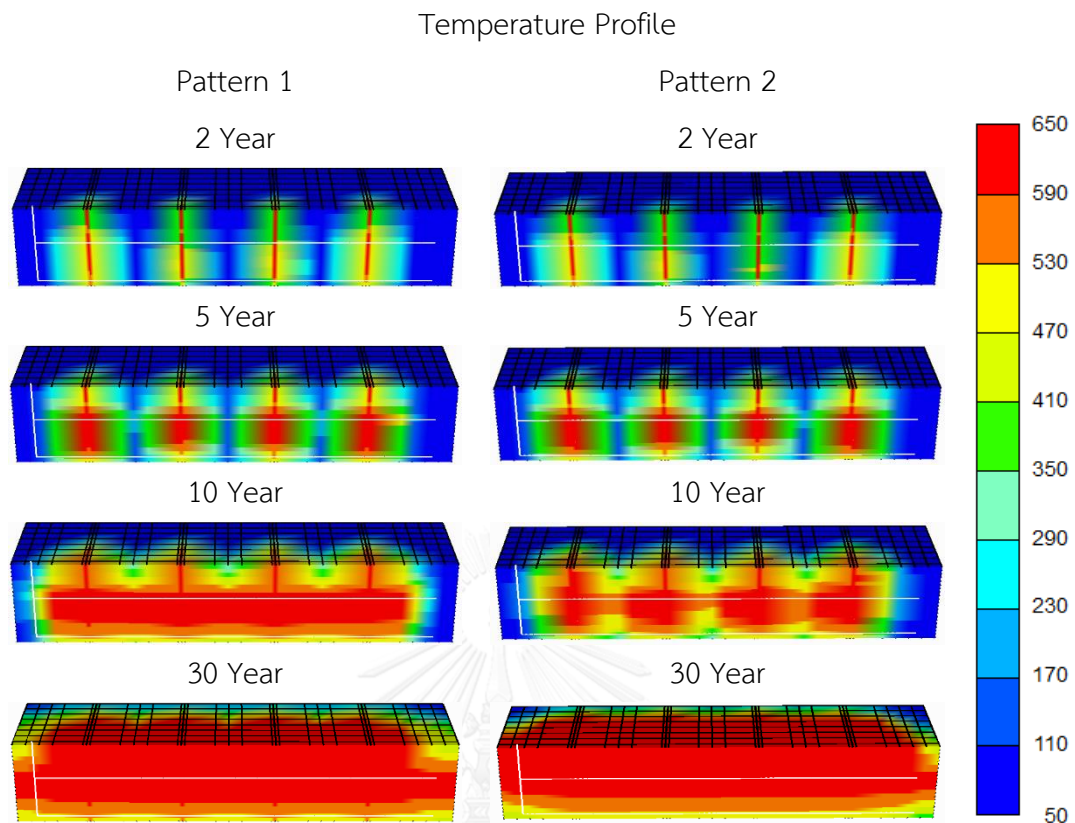 Temperature Profile
Pattern 1
Pattern 2
2 Year
2 Year
5 Year
5 Year
10 Year
10 Year
30 Year
30 Year
650
590
530
470
410
350
290
230
170
110
50